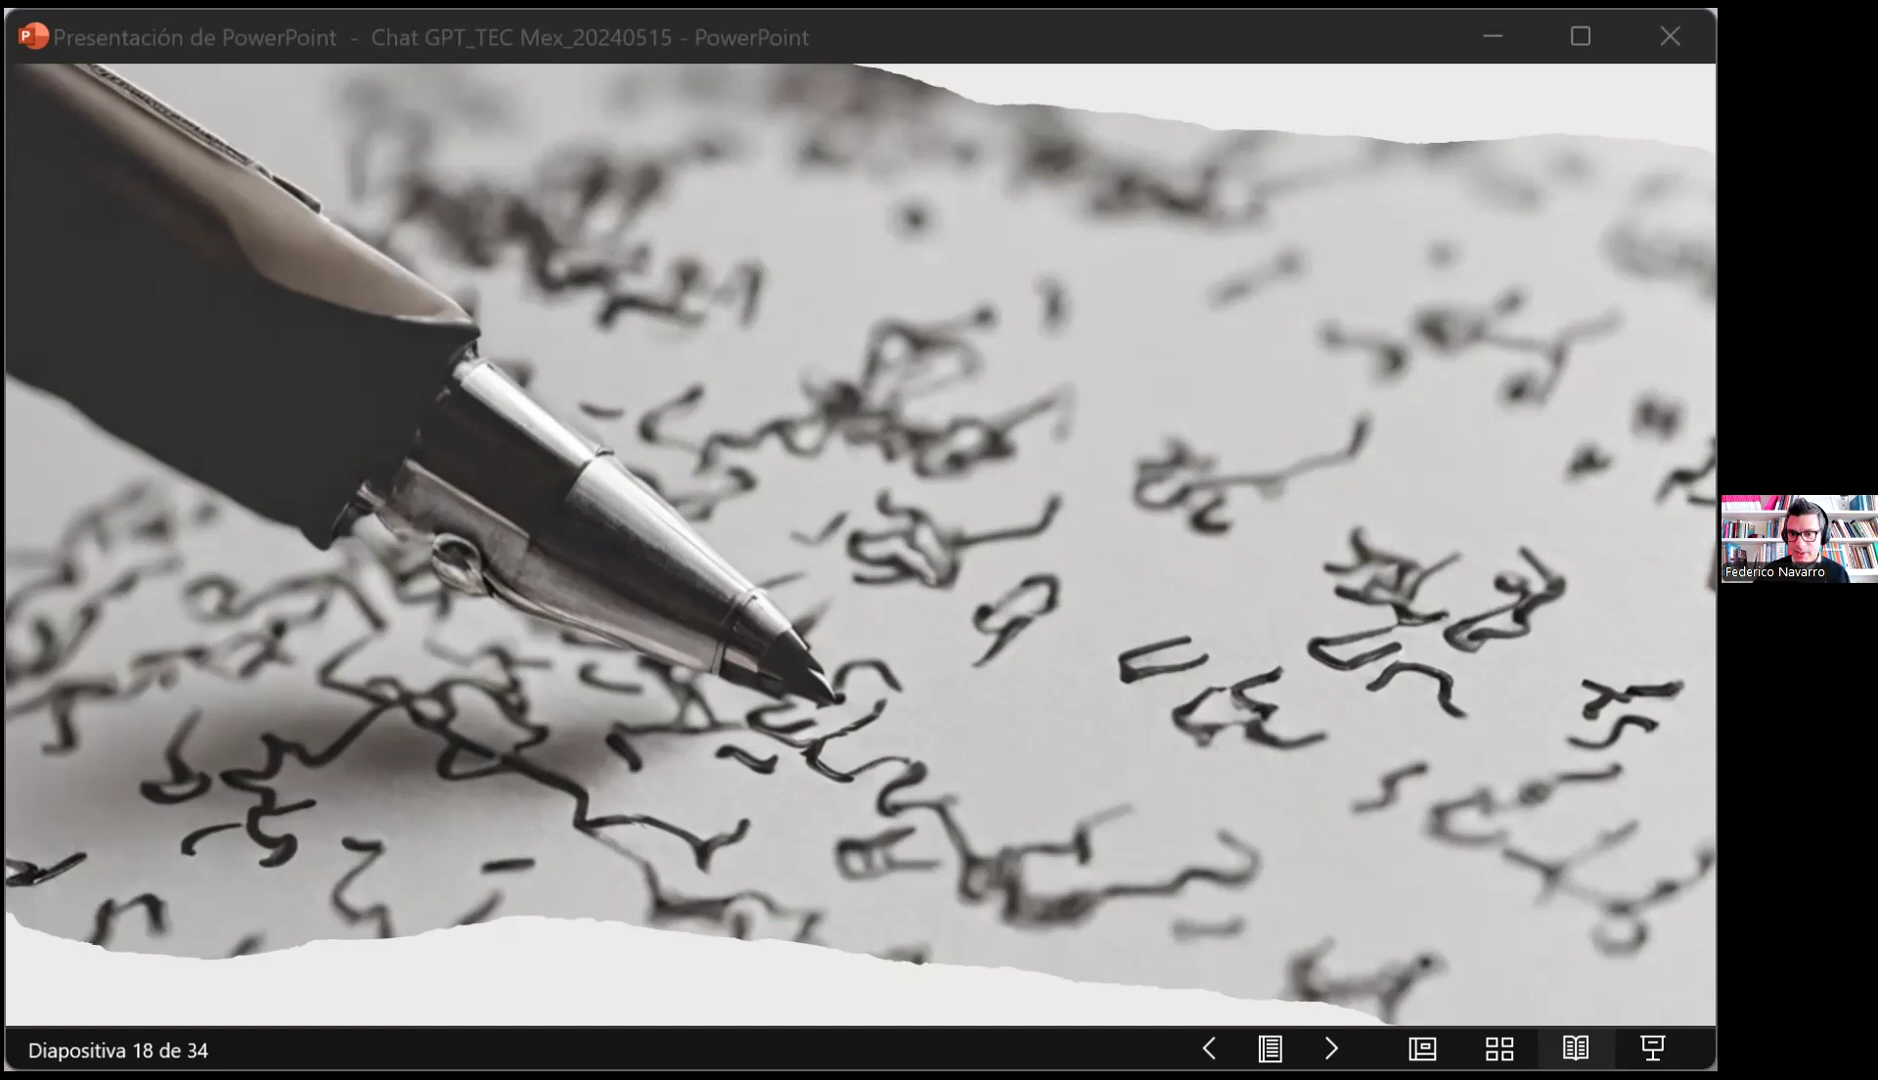 Presentación de PowerPoint - Chat GPT_TEC Mex_20240515 - PowerPoint
Federico Navarro
Diapositiva 18 de 34